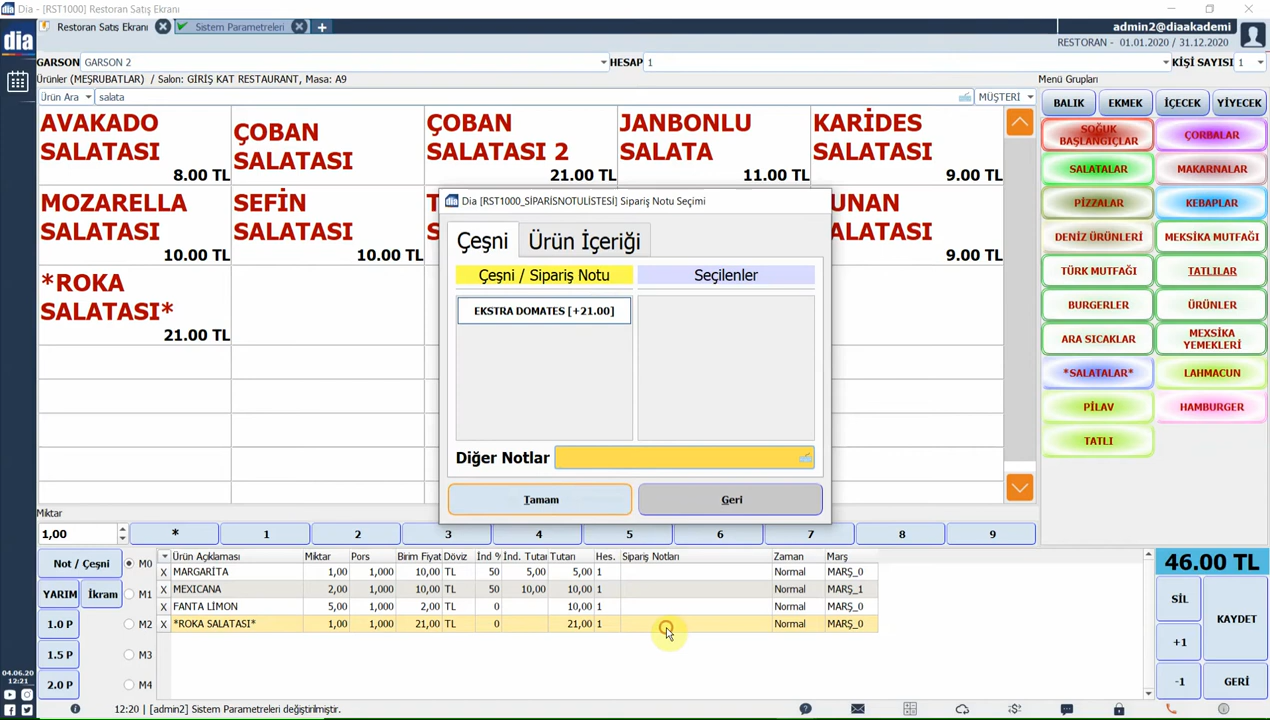 Dia - [RST1000] Restoran Satış Ekranı
Restoran Satış Ekranı
Sistem Parametreleri
admin2@diaakademi
RESTORAN - 01.01.2020 / 31.12.2020
dia
GARSON GARSON 2 HESAP 1 KİŞİ SAYISI 1
Ürünler (MEŞRUBATLAR) / Salon: GİRİŞ KAT RESTAURANT, Masa: A9
Menü Grupları
Ürün Ara salata MÜŞTERİ
BALIK EKMEK İÇECEK YİYECEK
AVAKADO SALATASI 8.00 TL
ÇOBAN SALATASI
ÇOBAN SALATASI 2 21.00 TL
JANBONLU SALATA 11.00 TL
KARİDES SALATASI 9.00 TL
MOZARELLA SALATASI 10.00 TL
SEFİN SALATASI 10.00 TL
UNAN SALATASI 9.00 TL
*ROKA SALATASI* 21.00 TL
SOĞUK BAŞLANGIÇLAR ÇORBALAR
SALATALAR MAKARNALAR
PİZZALAR KEBAPLAR
DENİZ ÜRÜNLERİ MEKSİKA MUTFAĞI
TÜRK MUTFAĞI TATLILAR
BURGERLER ÜRÜNLER
ARA SICAKLAR MEXSİKA YEMEKLERİ
*SALATALAR* LAHMACUN
PİLAV HAMBURGER
TATLI
Dia [RST1000_SİPARİSNOTULİSTESİ] Sipariş Notu Seçimi
Çeşni Ürün İçeriği
Çeşni / Sipariş Notu Seçilenler
EKSTRA DOMATES [+21.00]
Diğer Notlar
Tamam Geri
Miktar
1,00 * 1 2 3 4 5 6 7 8 9
Not / Çeşni M0
YARIM İkram M1
1.0 P M2
1.5 P M3
2.0 P M4
Ürün Açıklaması Miktar Pors Birim Fiyat Döviz İnd % İnd. Tutar Tutarı Hes. Sipariş Notları Zaman Marş
X MARGARİTA 1,00 1,000 10,00 TL 50 5,00 5,00 1 Normal MARŞ_0
X MEXICANA 2,00 1,000 10,00 TL 50 10,00 10,00 1 Normal MARŞ_1
X FANTA LİMON 5,00 1,000 2,00 TL 0 10,00 1 Normal MARŞ_0
X *ROKA SALATASI* 1,00 1,000 21,00 TL 0 21,00 1 Normal MARŞ_0
46.00 TL
SİL
KAYDET
+1
-1 GERİ
04.06.20
12:21
12:20 | [admin2] Sistem Parametreleri değiştirilmiştir.